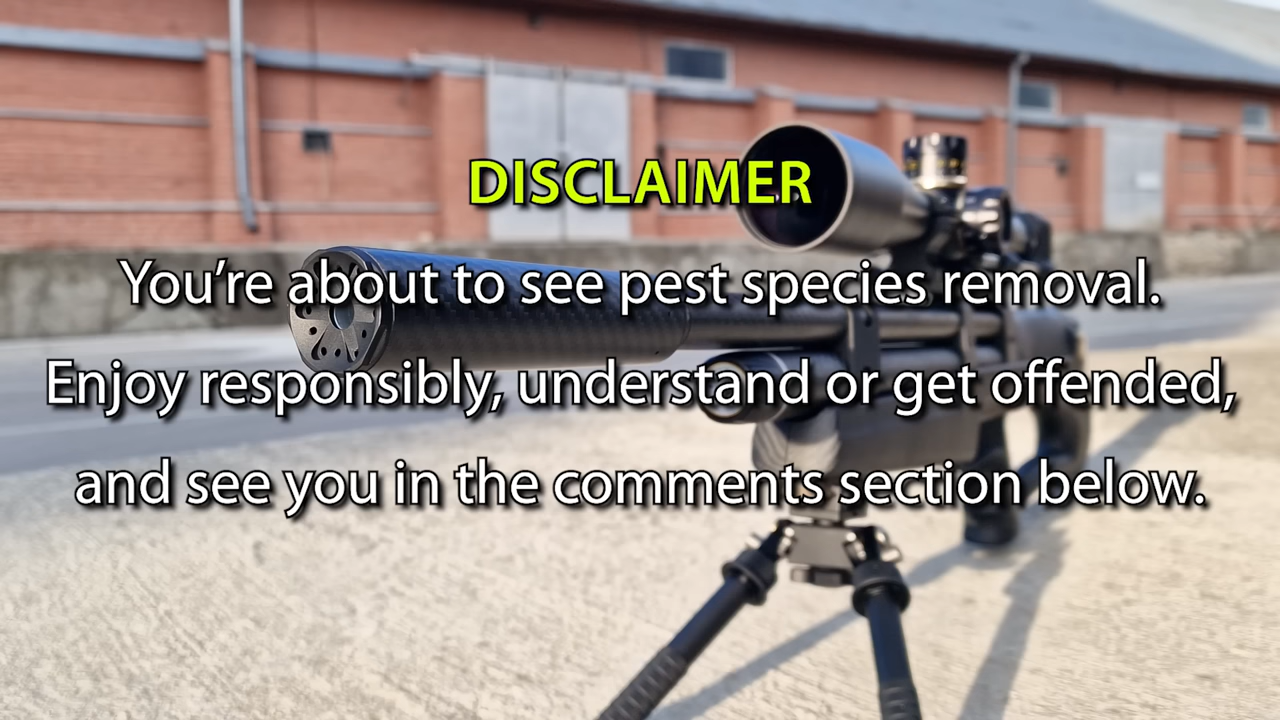 DISCLAIMER
You're about to see pest species removal.
Enjoy responsibly, understand or get offended,
and see you in the comments section below.